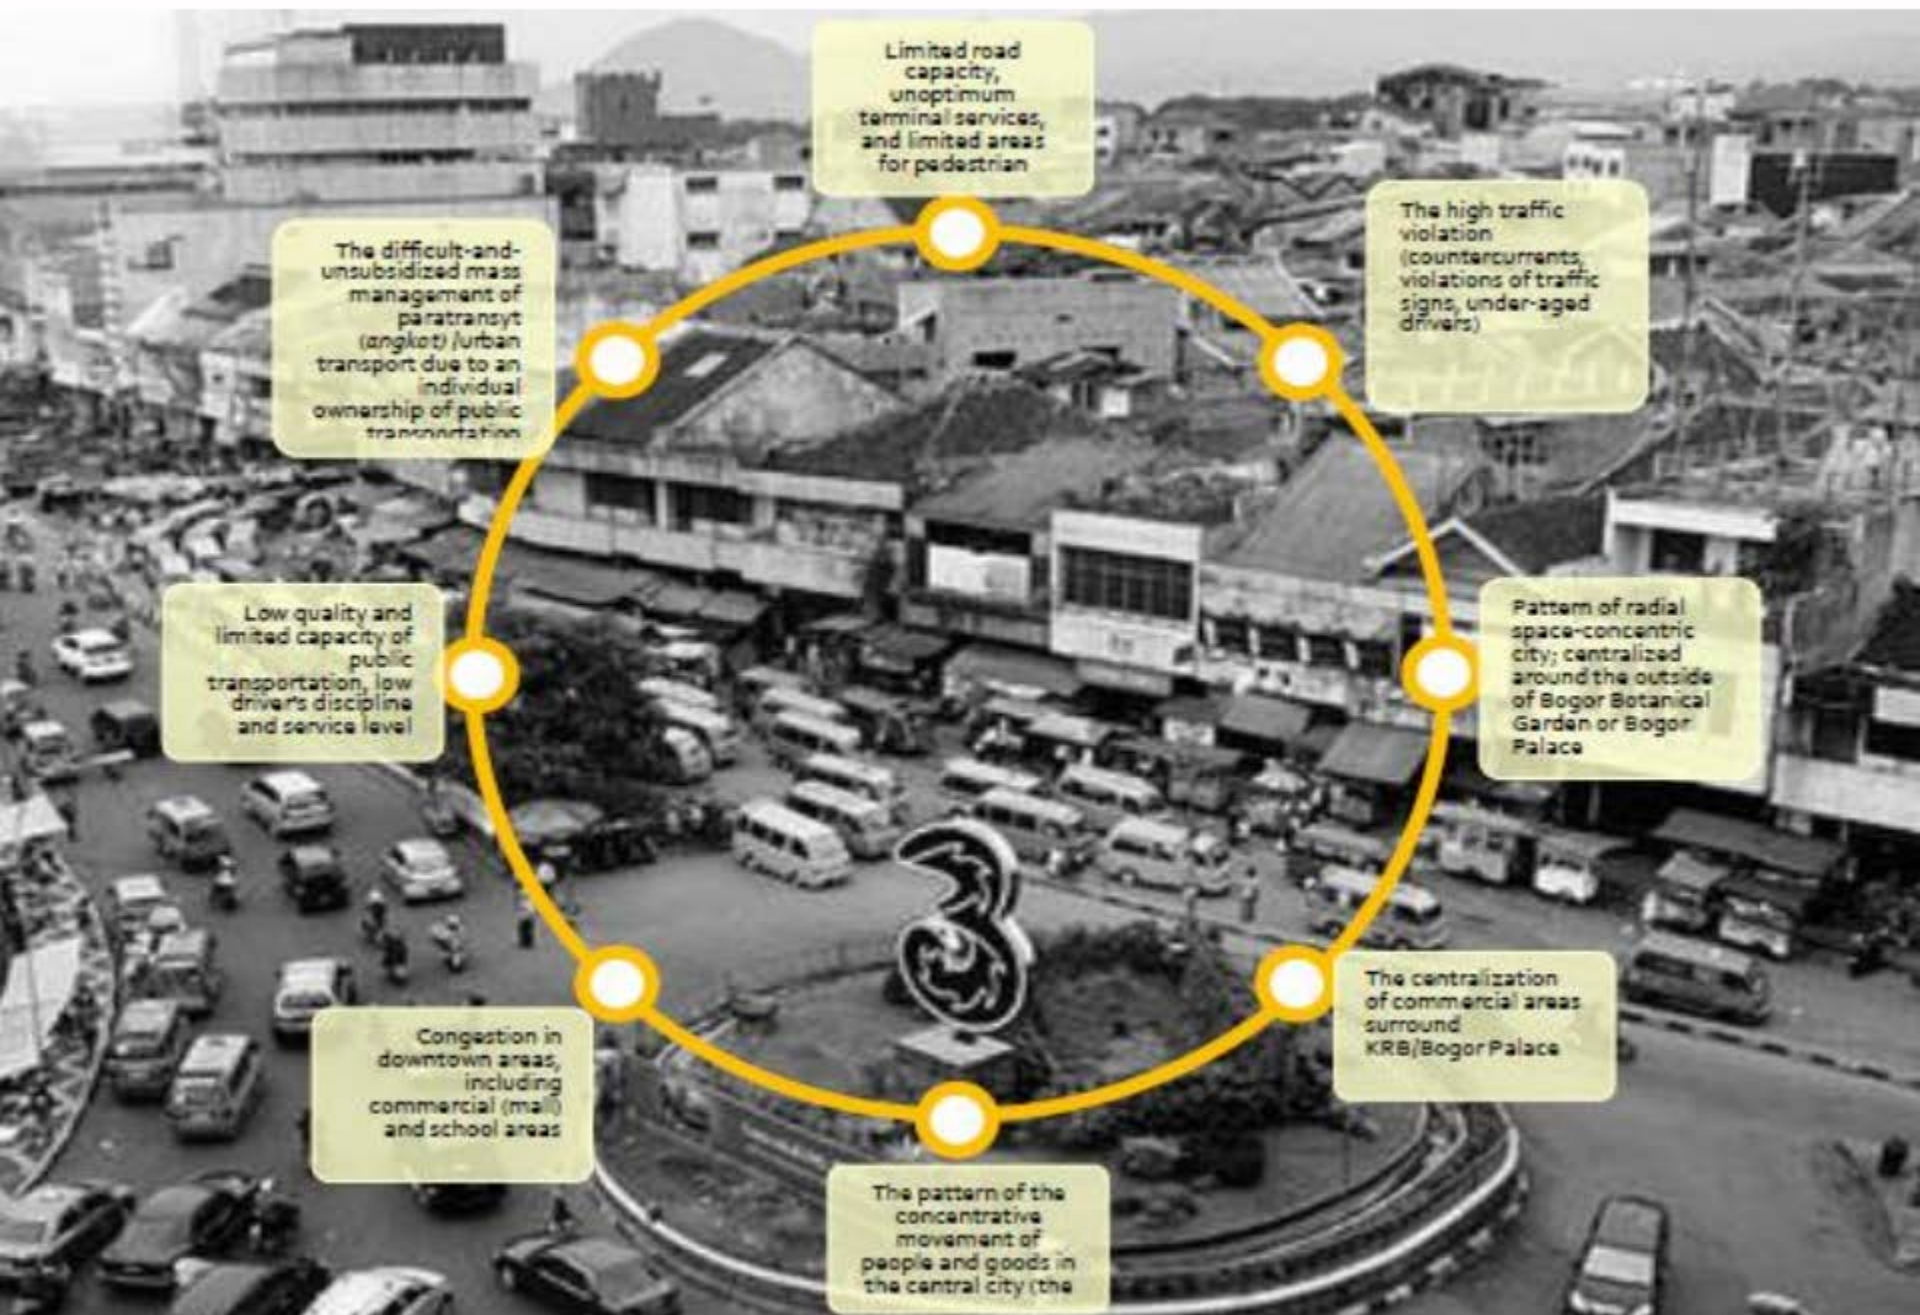 Limited road
capacity,
unoptimum
terminal services,
and limited areas
for pedestrian
The high traffic
violation
(countercurrents,
violations of traffic
signs, under-aged
drivers)
Pattern of radial
space-concentric
city; centralized
around the outside
of Bogor Botanical
Garden or Bogor
Palace
The centralization
of commercial areas
surround
KRB/Bogor Palace
The pattern of the
concentrative
movement of
people and goods in
the central city (the
Congestion in
downtown areas,
including
commercial (mall)
and school areas
Low quality and
limited capacity of
public
transportation, low
driver's discipline
and service level
The difficult-and-
unsubsidized mass
management of
paratransyt
(angkot) /urban
transport due to an
individual
ownership of public
transportation
3